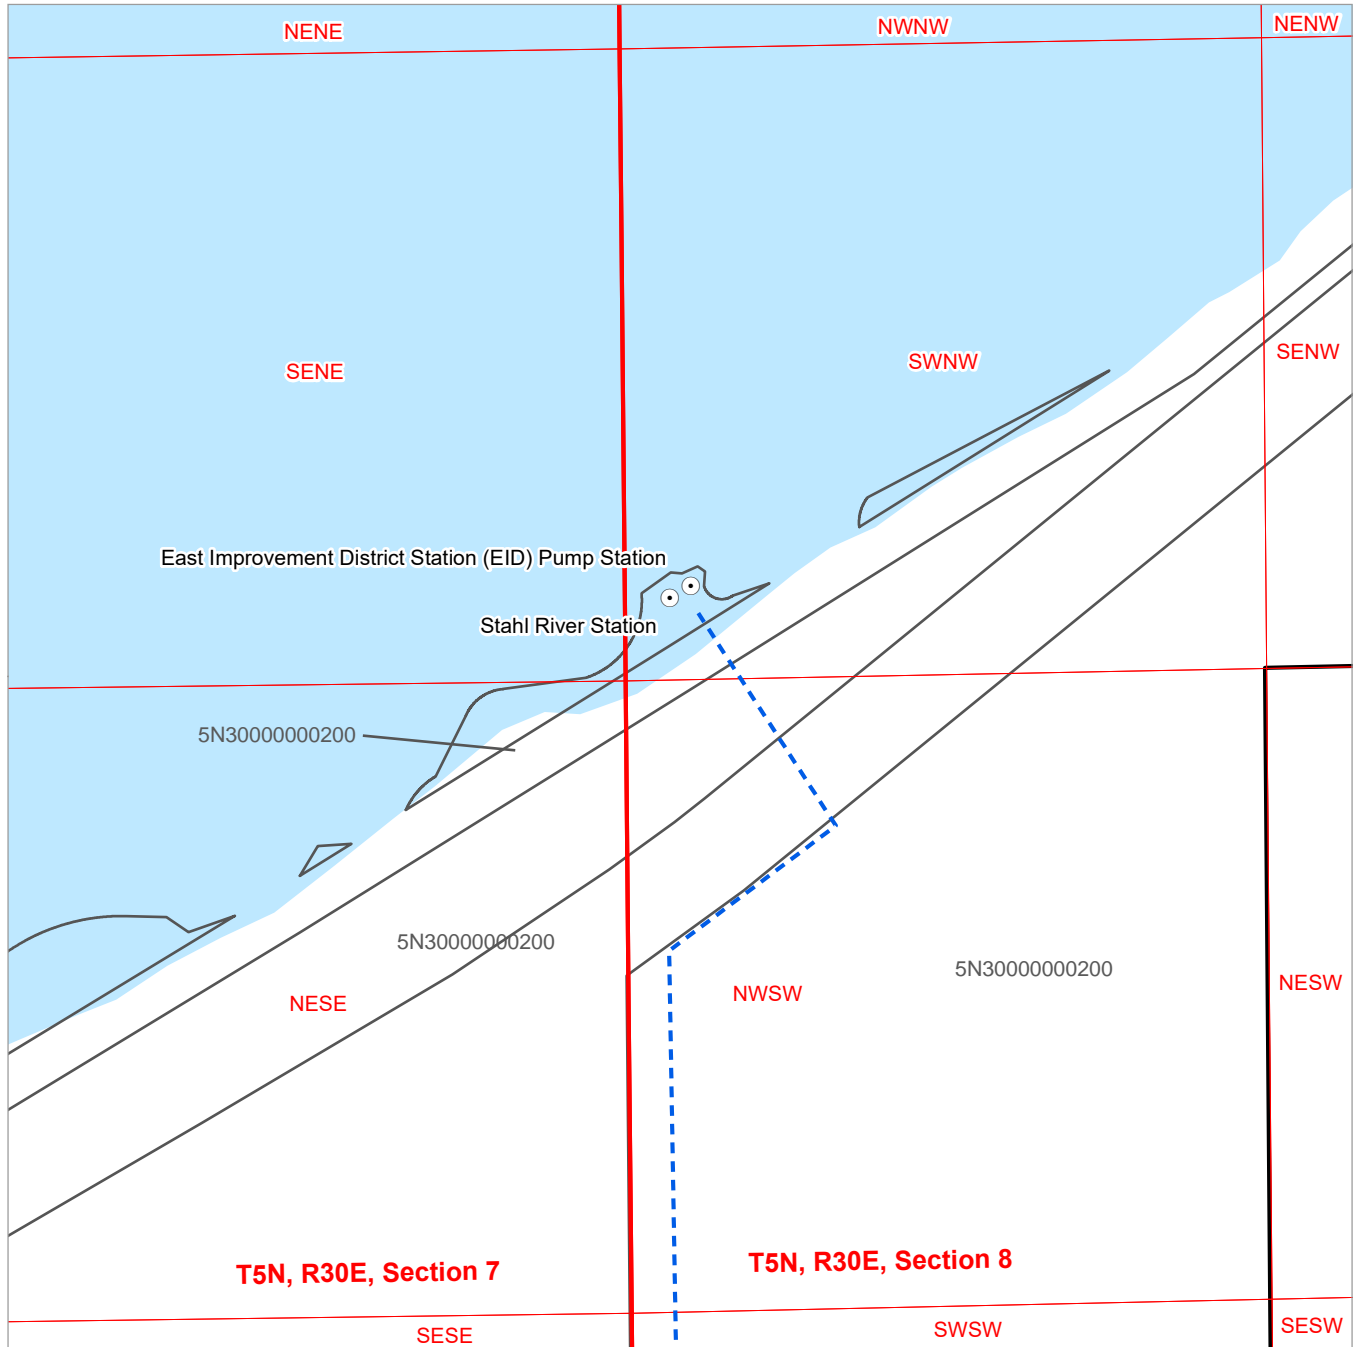 NENE
NWNW
NENW
SENE
SWNW
SENW
East Improvement District Station (EID) Pump Station
Stahl River Station
5N30000000200
5N30000000200
5N30000000200
NESE
NWSW
NESW
T5N, R30E, Section 7
T5N, R30E, Section 8
SESE
SWSW
SESW